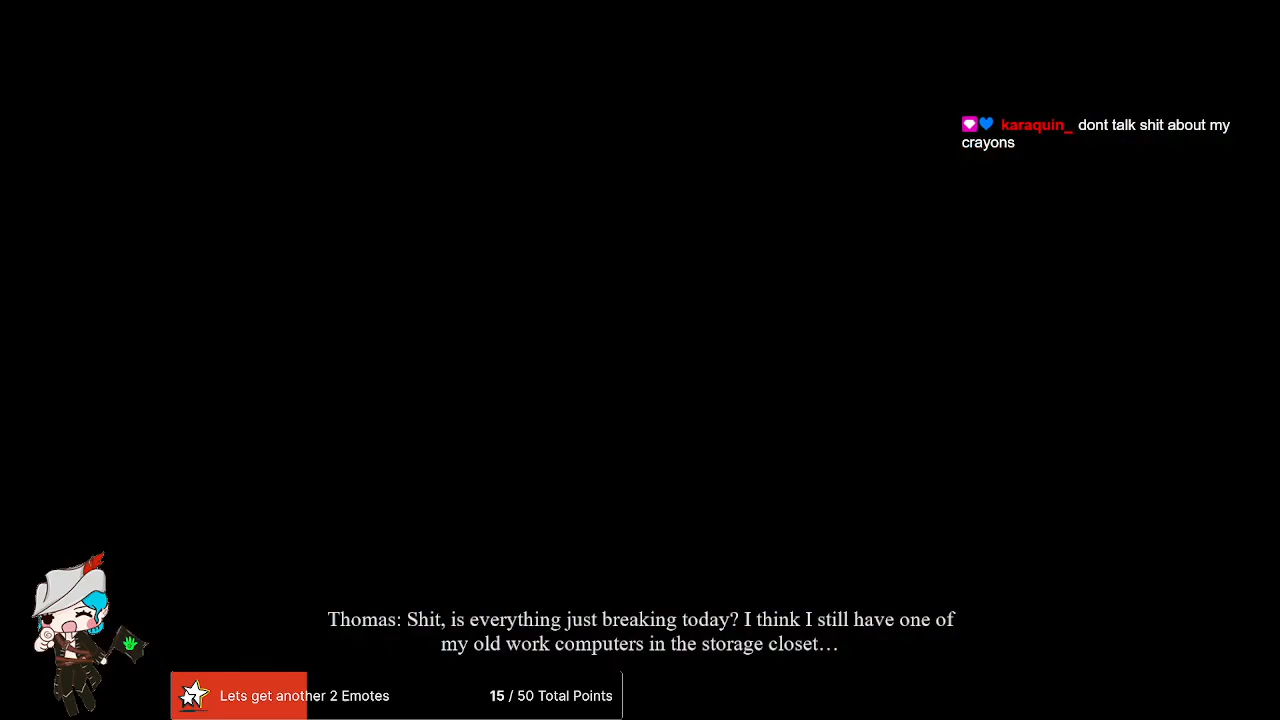 karaquin_ dont talk shit about my
crayons
Thomas: Shit, is everything just breaking today? I think I still have one of
my old work computers in the storage closet…
Lets get another 2 Emotes 15 / 50 Total Points